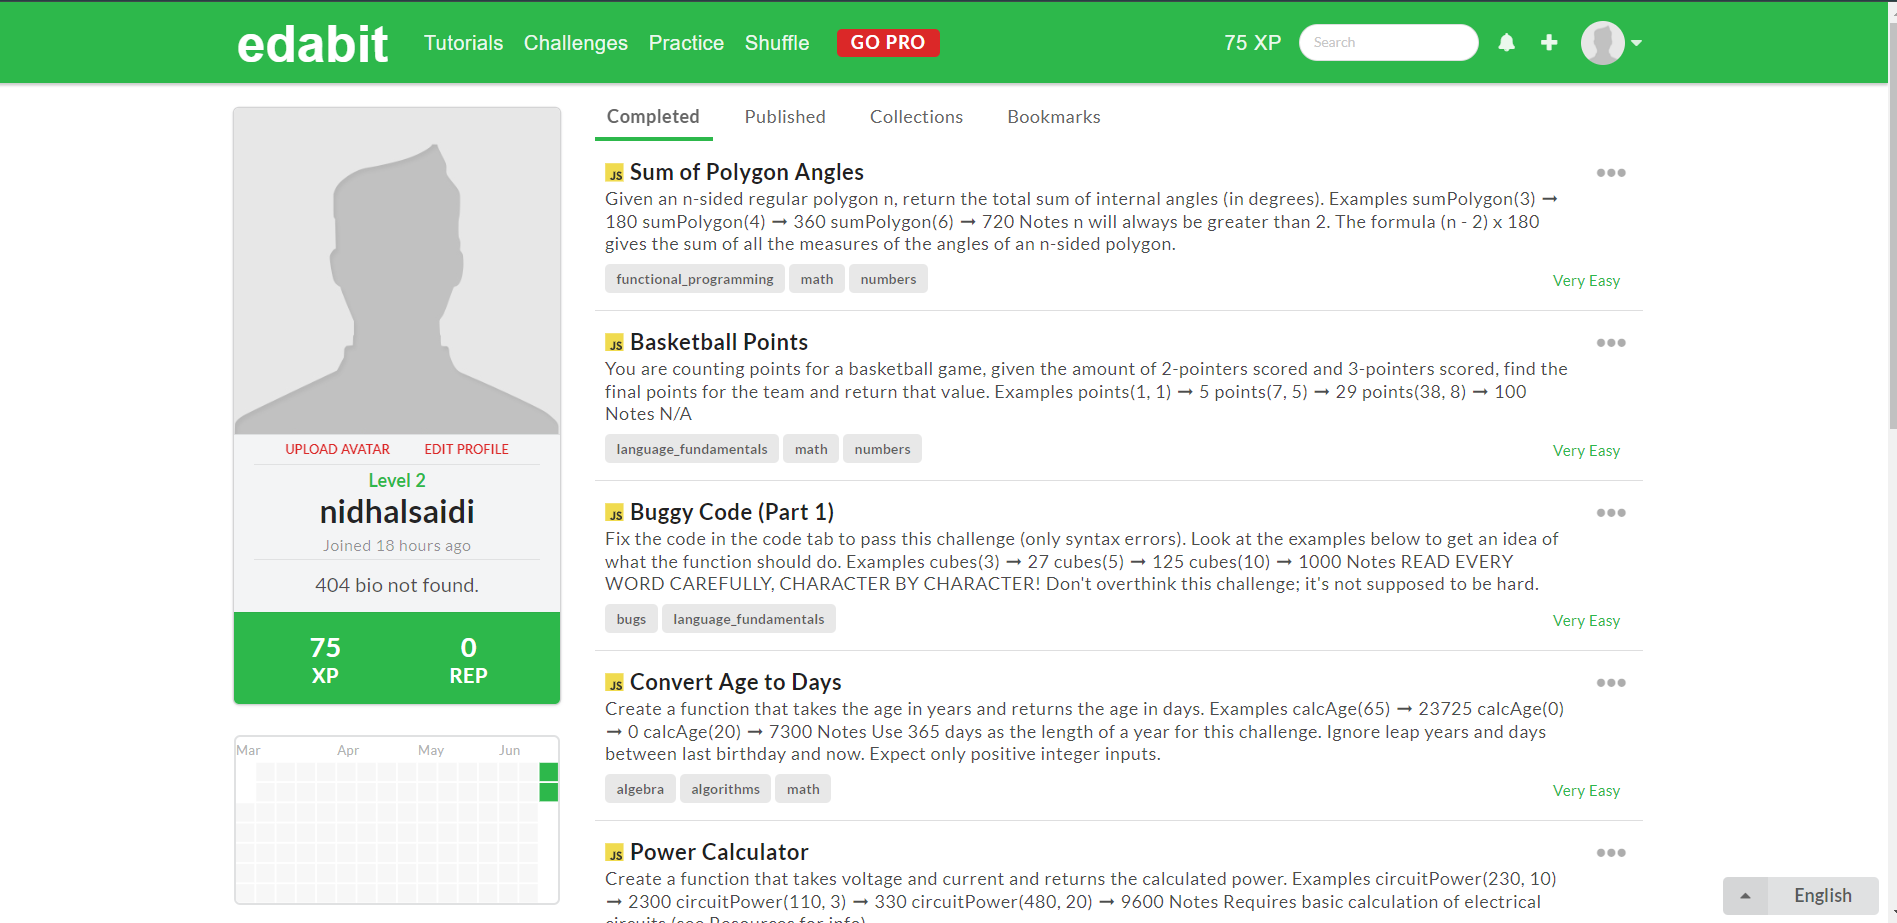 edabit
Tutorials Challenges Practice Shuffle GO PRO 75 XP Search
Completed Published Collections Bookmarks
JS Sum of Polygon Angles
Given an n-sided regular polygon n, return the total sum of internal angles (in degrees). Examples sumPolygon(3) →
180 sumPolygon(4) → 360 sumPolygon(6) → 720 Notes n will always be greater than 2. The formula (n - 2) x 180
gives the sum of all the measures of the angles of an n-sided polygon.
functional_programming math numbers
Very Easy
JS Basketball Points
You are counting points for a basketball game, given the amount of 2-pointers scored and 3-pointers scored, find the
final points for the team and return that value. Examples points(1, 1) → 5 points(7, 5) → 29 points(38, 8) → 100
Notes N/A
language_fundamentals math numbers
Very Easy
JS Buggy Code (Part 1)
Fix the code in the code tab to pass this challenge (only syntax errors). Look at the examples below to get an idea of
what the function should do. Examples cubes(3) → 27 cubes(5) → 125 cubes(10) → 1000 Notes READ EVERY
WORD CAREFULLY, CHARACTER BY CHARACTER! Don't overthink this challenge; it's not supposed to be hard.
bugs language_fundamentals
Very Easy
JS Convert Age to Days
Create a function that takes the age in years and returns the age in days. Examples calcAge(65) → 23725 calcAge(0)
→ 0 calcAge(20) → 7300 Notes Use 365 days as the length of a year for this challenge. Ignore leap years and days
between last birthday and now. Expect only positive integer inputs.
algebra algorithms math
Very Easy
JS Power Calculator
Create a function that takes voltage and current and returns the calculated power. Examples circuitPower(230, 10)
→ 2300 circuitPower(110, 3) → 330 circuitPower(480, 20) → 9600 Notes Requires basic calculation of electrical
circuits (see Resources for info)
UPLOAD AVATAR EDIT PROFILE
Level 2
nidhalsaidi
Joined 18 hours ago
404 bio not found.
75 0
XP REP
Mar Apr May Jun
English